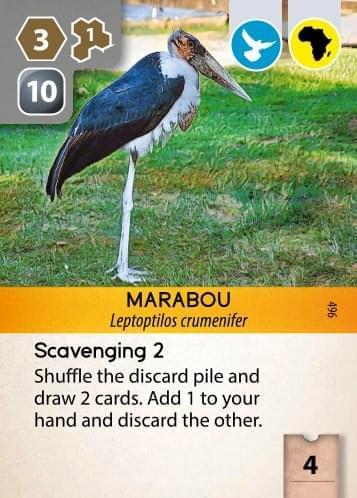 3
1
10
MARABOU
Leptoptilos crumenifer
496
Scavenging 2
Shuffle the discard pile and
draw 2 cards. Add 1 to your
hand and discard the other.
4